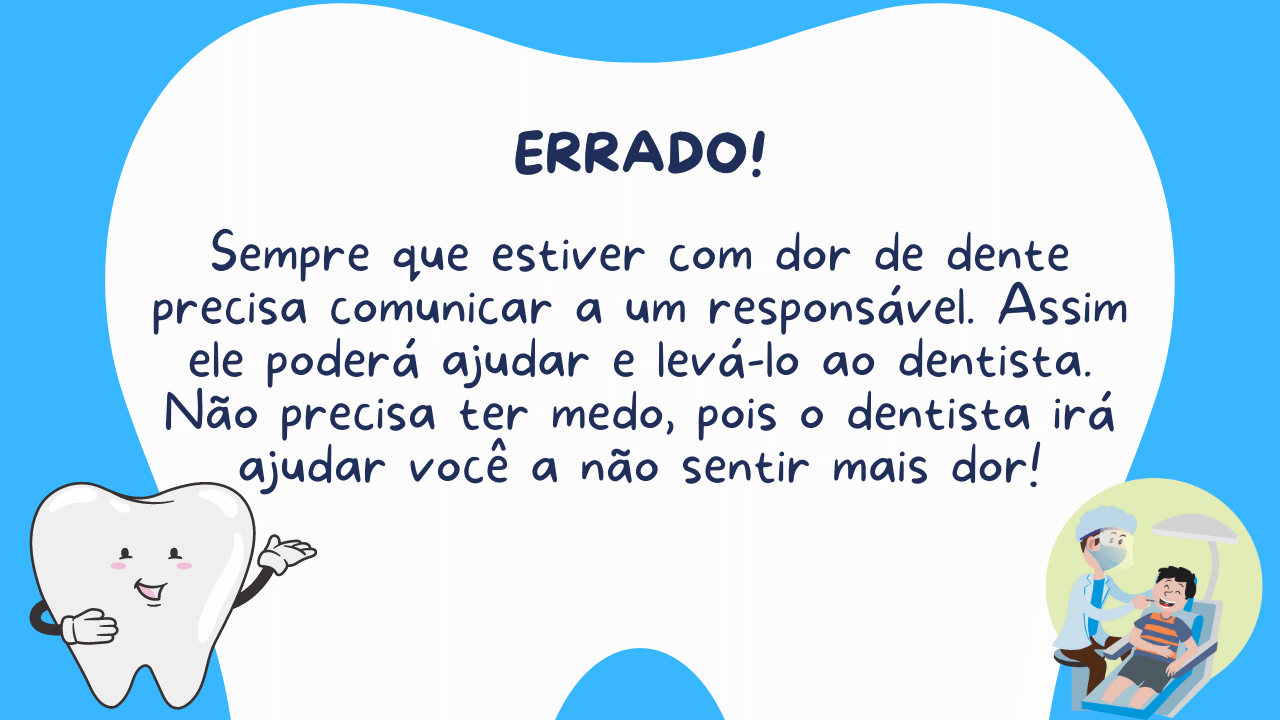 ERRADO!
Sempre que estiver com dor de dente
precisa comunicar a um responsável. Assim
ele poderá ajudar e levá-lo ao dentista.
Não precisa ter medo, pois o dentista irá
ajudar você a não sentir mais dor!